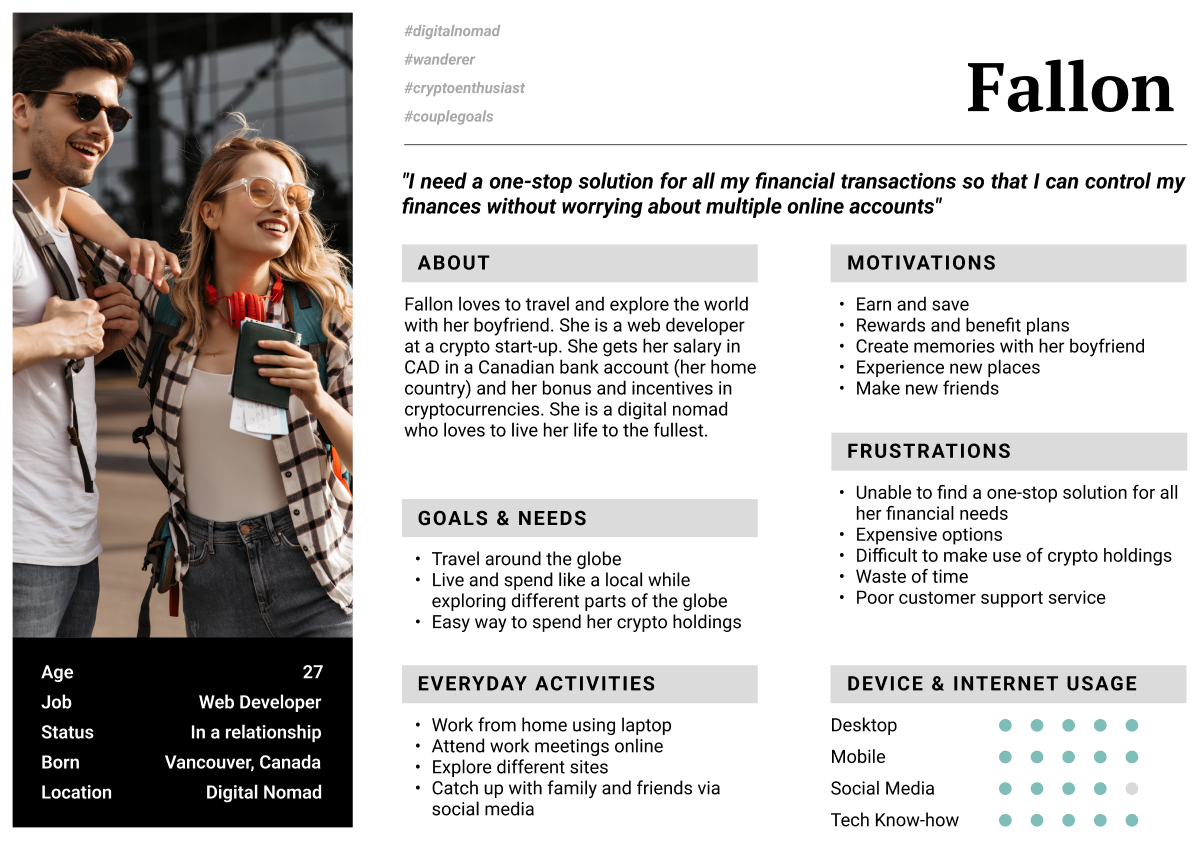 #digitalnomad
#wanderer
#cryptoenthusiast
#couplegoals
Fallon
"I need a one-stop solution for all my financial transactions so that I can control my
finances without worrying about multiple online accounts"
ABOUT
Fallon loves to travel and explore the world
with her boyfriend. She is a web developer
at a crypto start-up. She gets her salary in
CAD in a Canadian bank account (her home
country) and her bonus and incentives in
cryptocurrencies. She is a digital nomad
who loves to live her life to the fullest.
GOALS & NEEDS
• Travel around the globe
• Live and spend like a local while
exploring different parts of the globe
• Easy way to spend her crypto holdings
EVERYDAY ACTIVITIES
• Work from home using laptop
• Attend work meetings online
• Explore different sites
• Catch up with family and friends via
social media
MOTIVATIONS
• Earn and save
• Rewards and benefit plans
• Create memories with her boyfriend
• Experience new places
• Make new friends
FRUSTRATIONS
• Unable to find a one-stop solution for all
her financial needs
• Expensive options
• Difficult to make use of crypto holdings
• Waste of time
• Poor customer support service
DEVICE & INTERNET USAGE
Desktop
Mobile
Social Media
Tech Know-how
Age 27
Job Web Developer
Status In a relationship
Born Vancouver, Canada
Location Digital Nomad